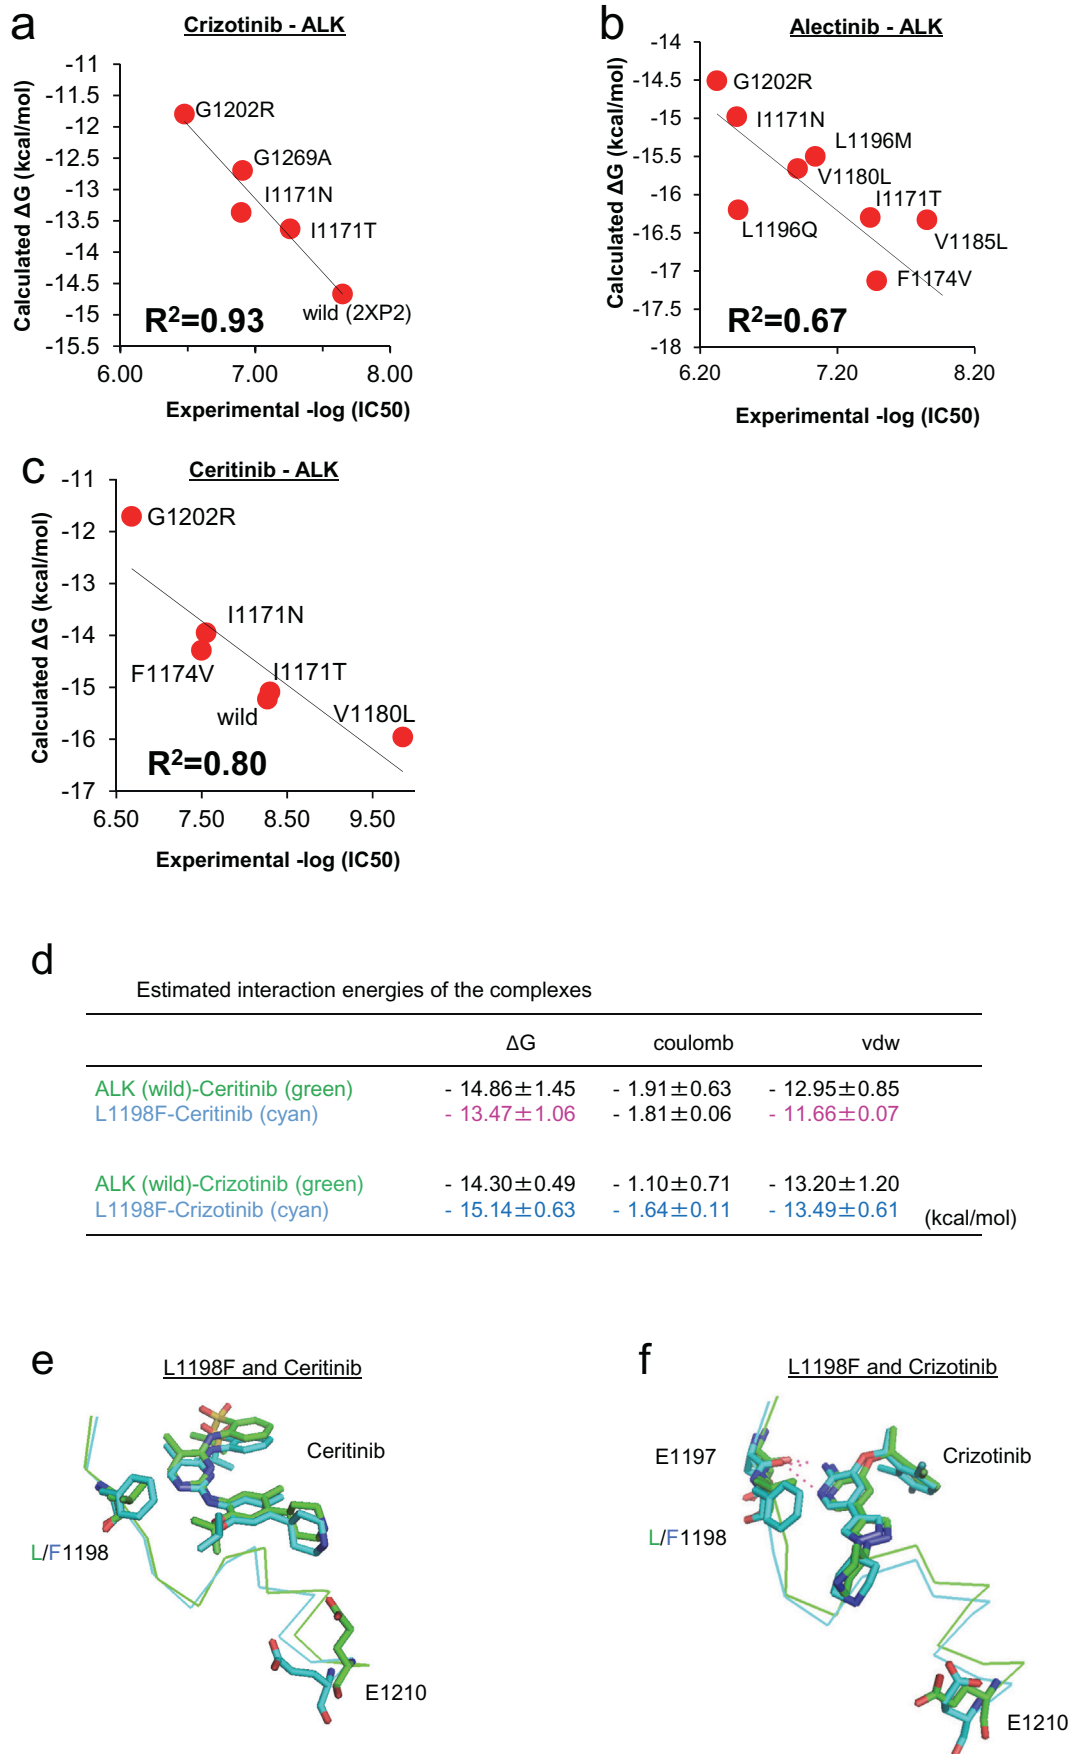 a
Crizotinib - ALK
Calculated ΔG (kcal/mol)
-11
-11.5
-12
-12.5
-13
-13.5
-14
-14.5
-15
-15.5
G1202R
G1269A
I1171N
I1171T
wild (2XP2)
R²=0.93
6.00 7.00 8.00
Experimental -log (IC50)
b
Alectinib - ALK
Calculated ΔG (kcal/mol)
-14
-14.5
-15
-15.5
-16
-16.5
-17
-17.5
-18
G1202R
I1171N
L1196M
V1180L
I1171T
L1196Q
V1185L
F1174V
R²=0.67
6.20 7.20 8.20
Experimental -log (IC50)
c
Ceritinib - ALK
Calculated ΔG (kcal/mol)
-11
-12
-13
-14
-15
-16
-17
G1202R
I1171N
F1174V
I1171T
wild
V1180L
R²=0.80
6.50 7.50 8.50 9.50
Experimental -log (IC50)
d
Estimated interaction energies of the complexes
ΔG coulomb vdw
ALK (wild)-Ceritinib (green) - 14.86±1.45 - 1.91±0.63 - 12.95±0.85
L1198F-Ceritinib (cyan) - 13.47±1.06 - 1.81±0.06 - 11.66±0.07
ALK (wild)-Crizotinib (green) - 14.30±0.49 - 1.10±0.71 - 13.20±1.20
L1198F-Crizotinib (cyan) - 15.14±0.63 - 1.64±0.11 - 13.49±0.61
(kcal/mol)
e
L1198F and Ceritinib
Ceritinib
L/F1198
E1210
f
L1198F and Crizotinib
E1197
Crizotinib
L/F1198
E1210